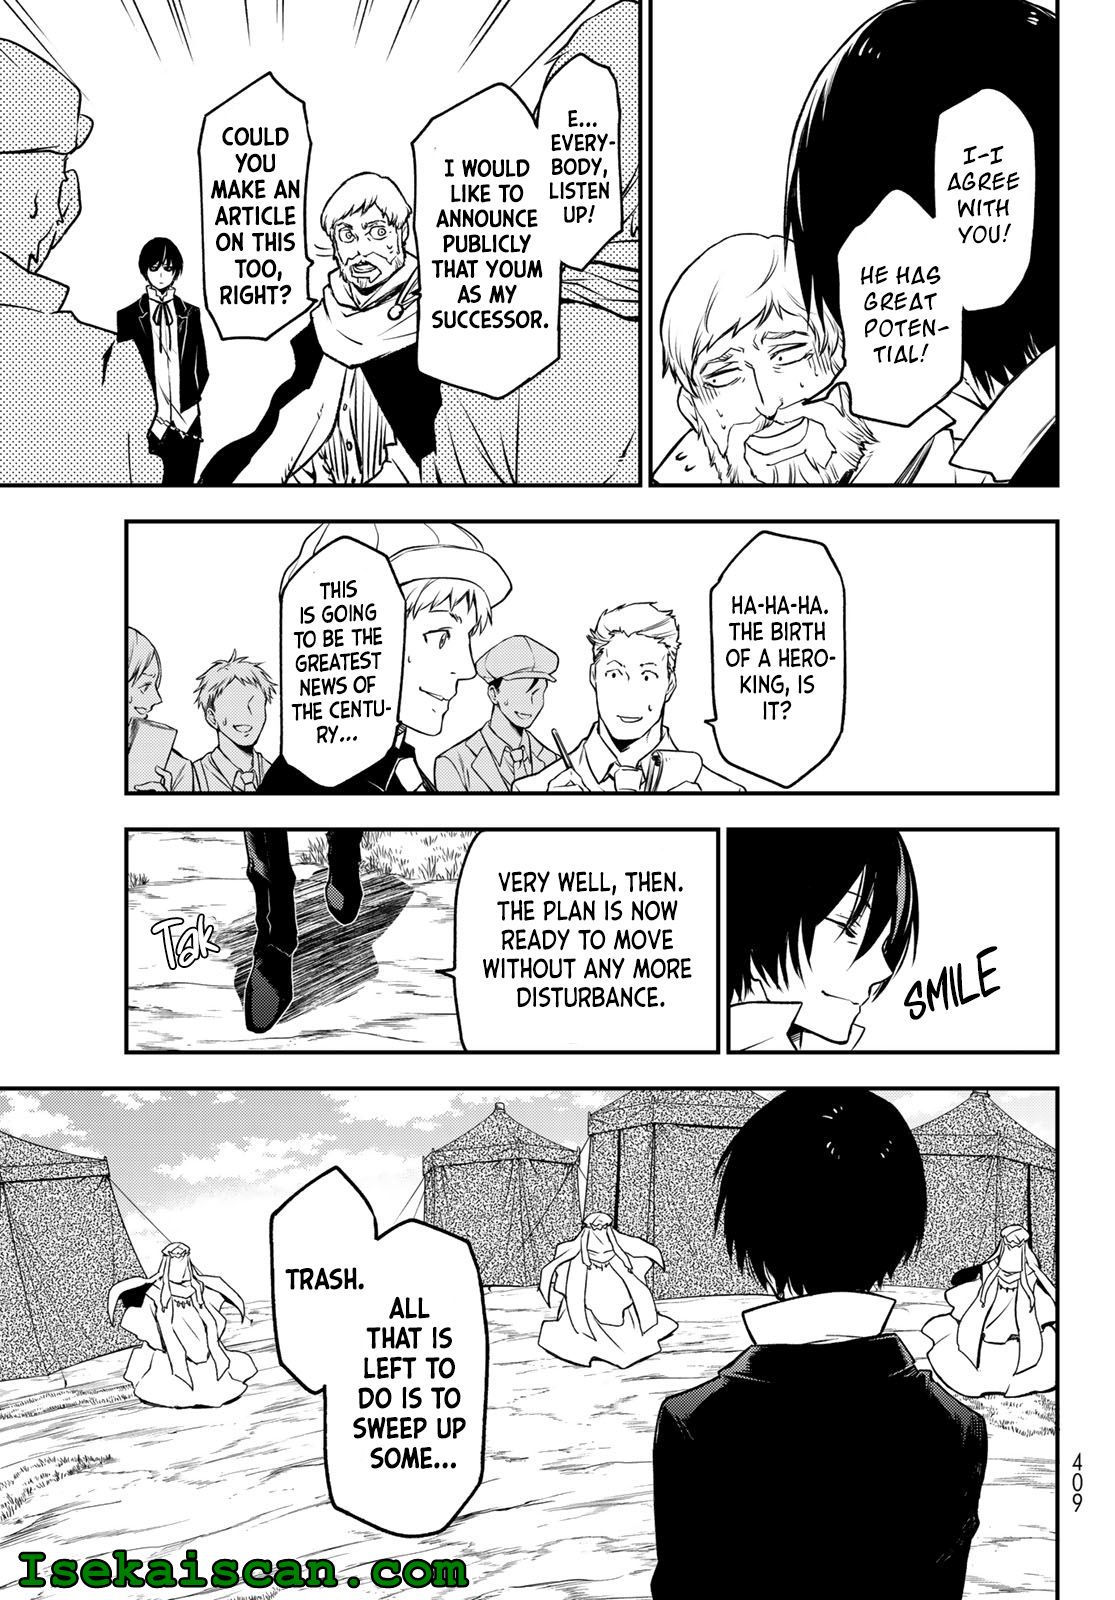 I-I
AGREE
WITH
YOU!
HE HAS
GREAT
POTEN-
TIAL!
E...
EVERY-
BODY,
LISTEN
UP!
I WOULD
LIKE TO
ANNOUNCE
PUBLICLY
THAT YOUM
AS MY
SUCCESSOR.
COULD
YOU
MAKE AN
ARTICLE
ON THIS
TOO,
RIGHT?
HA-HA-HA.
THE BIRTH
OF A HERO-
KING, IS
IT?
THIS
IS GOING
TO BE THE
GREATEST
NEWS OF
THE CENTU-
RY...
SMILE
VERY WELL, THEN.
THE PLAN IS NOW
READY TO MOVE
WITHOUT ANY MORE
DISTURBANCE.
TAK
TRASH.
ALL
THAT IS
LEFT TO
DO IS TO
SWEEP UP
SOME...
409
Isekaiscan.com